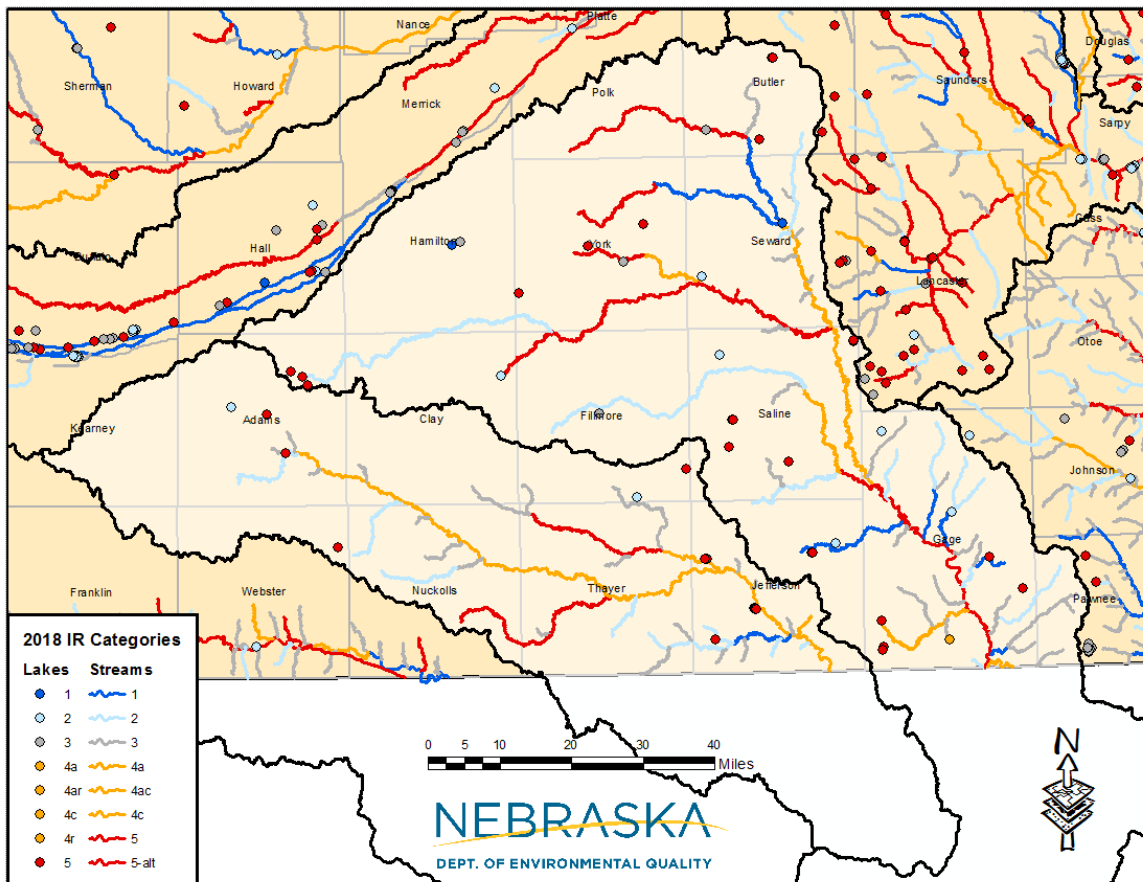 Nance
Platte
Douglas
Sherman
Howard
Butler
Saunders
Polk
Merrick
Sarpy
Cass
Hall
Hamilton
York
Seward
Buffalo
Lancaster
Otoe
Kearney
Adams
Clay
Fillmore
Saline
Johnson
Gage
Franklin
Webster
Nuckolls
Thayer
Jefferson
Pawnee
2018 IR Categories
Lakes Streams
1 1
2 2
3 3
4a 4a
4ar 4ac
4c 4c
4r 5
5 5-alt
0 5 10 20 30 40
Miles
N
NEBRASKA
DEPT. OF ENVIRONMENTAL QUALITY